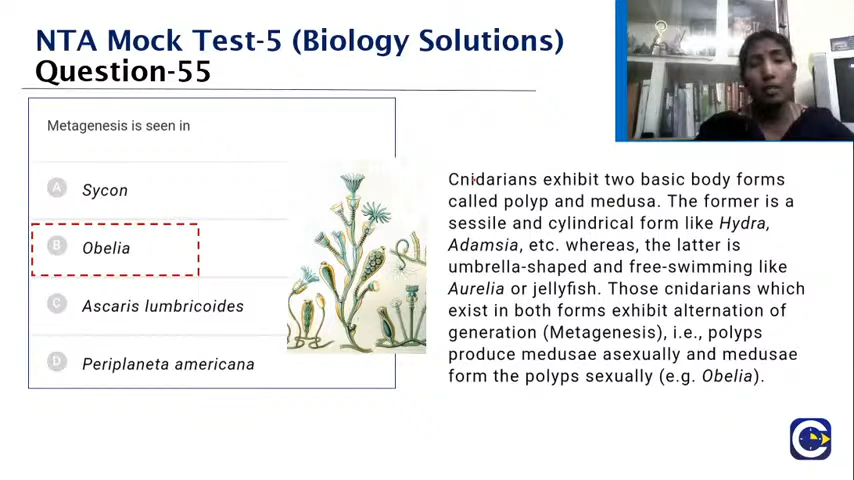 NTA Mock Test-5 (Biology Solutions)
Question-55
Metagenesis is seen in
A Sycon
B Obelia
C Ascaris lumbricoides
D Periplaneta americana
Cnidarians exhibit two basic body forms
called polyp and medusa. The former is a
sessile and cylindrical form like Hydra,
Adamsia, etc. whereas, the latter is
umbrella-shaped and free-swimming like
Aurelia or jellyfish. Those cnidarians which
exist in both forms exhibit alternation of
generation (Metagenesis), i.e., polyps
produce medusae asexually and medusae
form the polyps sexually (e.g. Obelia).